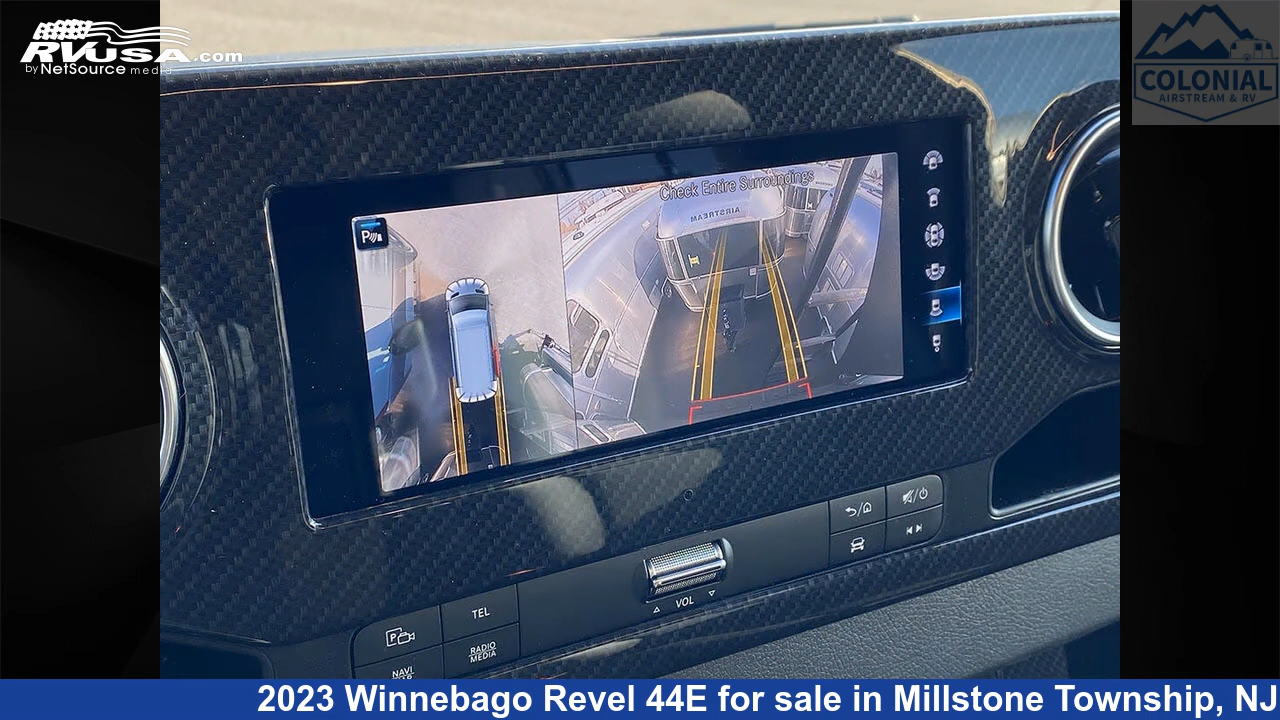 RVUSA.com
by NetSource media
COLONIAL
AIRSTREAM & RV
Check Entire Surroundings
AIRSTREAM
P
TEL
VOL
RADIO
MEDIA
NAVI
2023 Winnebago Revel 44E for sale in Millstone Township, NJ